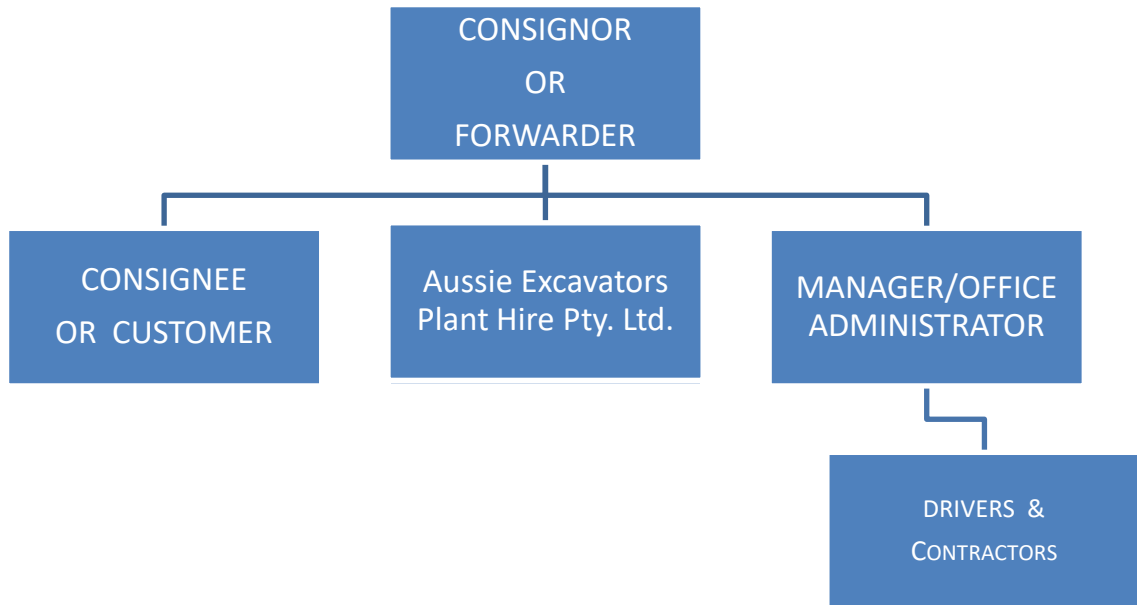 CONSIGNOR
OR
FORWARDER
CONSIGNEE
OR CUSTOMER
Aussie Excavators
Plant Hire Pty. Ltd.
MANAGER/OFFICE
ADMINISTRATOR
DRIVERS &
CONTRACTORS